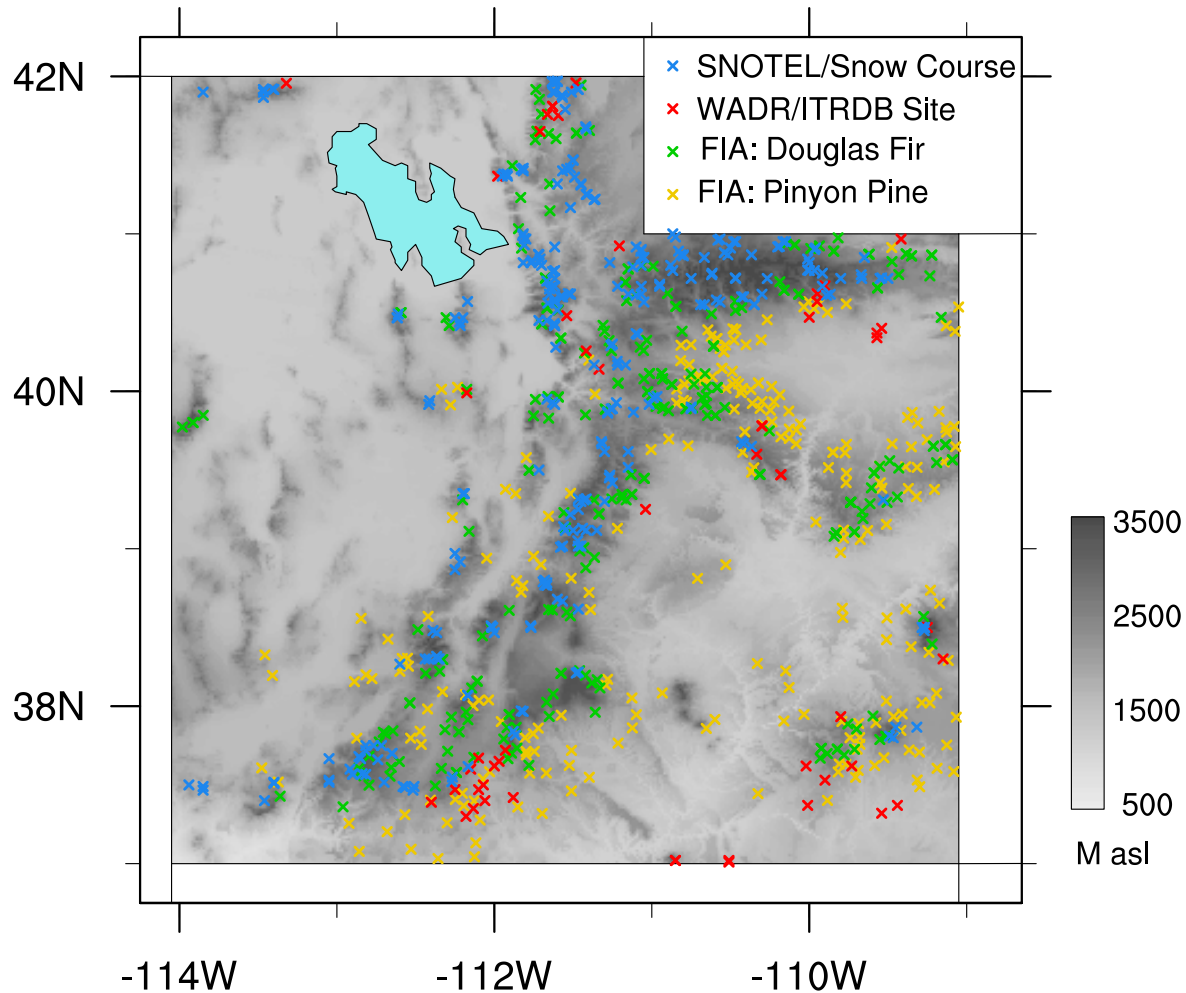 42N
40N
38N
-114W
-112W
-110W
SNOTEL/Snow Course
WADR/ITRDB Site
FIA: Douglas Fir
FIA: Pinyon Pine
3500
2500
1500
500
M asl